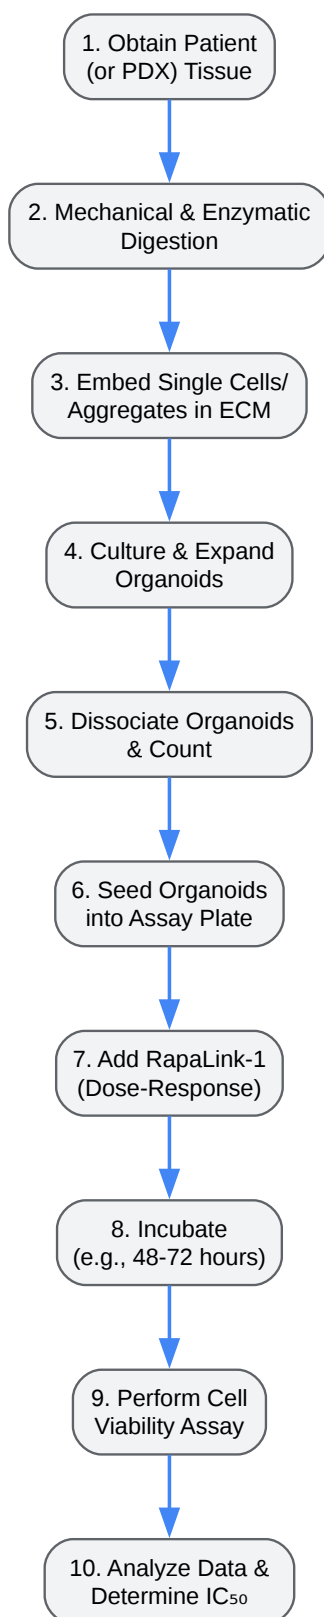 1. Obtain Patient
(or PDX) Tissue
2. Mechanical & Enzymatic
Digestion
3. Embed Single Cells/
Aggregates in ECM
4. Culture & Expand
Organoids
5. Dissociate Organoids
& Count
6. Seed Organoids
into Assay Plate
7. Add RapaLink-1
(Dose-Response)
8. Incubate
(e.g., 48-72 hours)
9. Perform Cell
Viability Assay
10. Analyze Data &
Determine IC₅₀